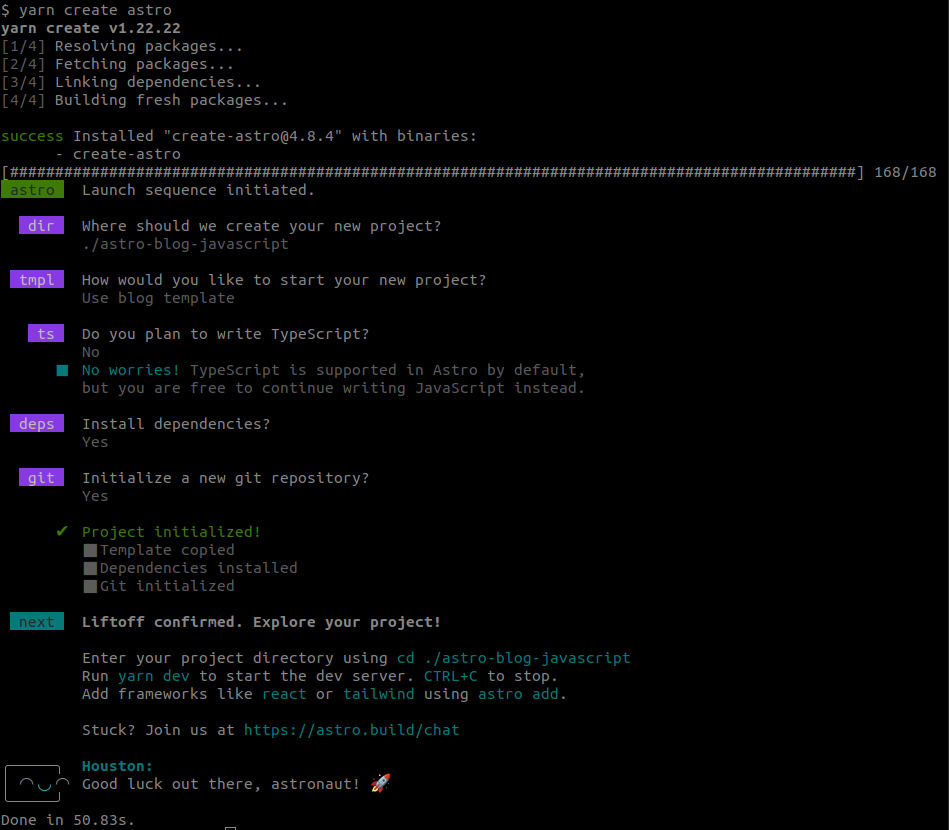 $ yarn create astro
yarn create v1.22.22
[1/4] Resolving packages...
[2/4] Fetching packages...
[3/4] Linking dependencies...
[4/4] Building fresh packages...
success Installed "create-astro@4.8.4" with binaries:
- create-astro
[##############################################################################################] 168/168
astro Launch sequence initiated.
dir Where should we create your new project?
./astro-blog-javascript
tmpl How would you like to start your new project?
Use blog template
ts Do you plan to write TypeScript?
No
■ No worries! TypeScript is supported in Astro by default,
but you are free to continue writing JavaScript instead.
deps Install dependencies?
Yes
git Initialize a new git repository?
Yes
✔ Project initialized!
■Template copied
■Dependencies installed
■Git initialized
next Liftoff confirmed. Explore your project!
Enter your project directory using cd ./astro-blog-javascript
Run yarn dev to start the dev server. CTRL+C to stop.
Add frameworks like react or tailwind using astro add.
Stuck? Join us at https://astro.build/chat
Houston:
Good luck out there, astronaut! 🚀
Done in 50.83s.